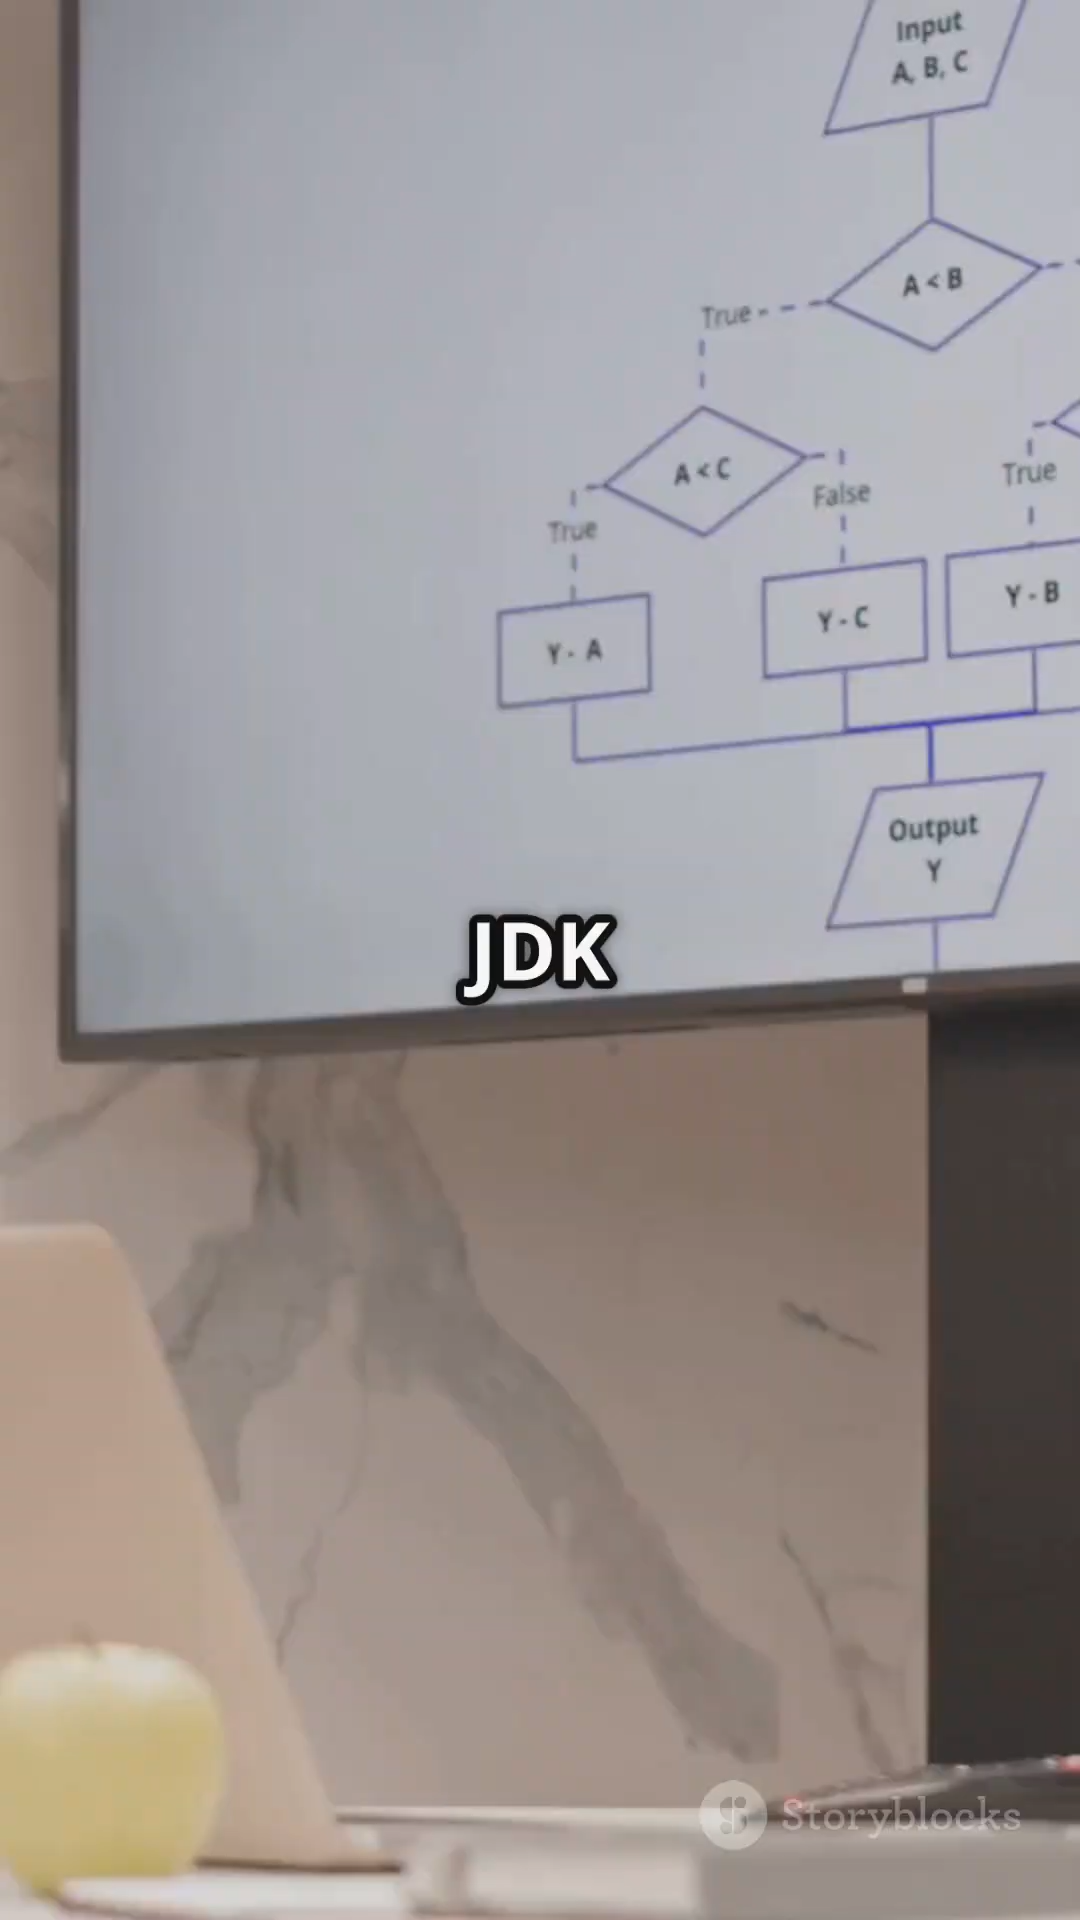 Input
A, B, C
A < B
True
A < C
True
False
True
Y - A
Y - C
Y - B
Output
Y
JDK
Storyblocks